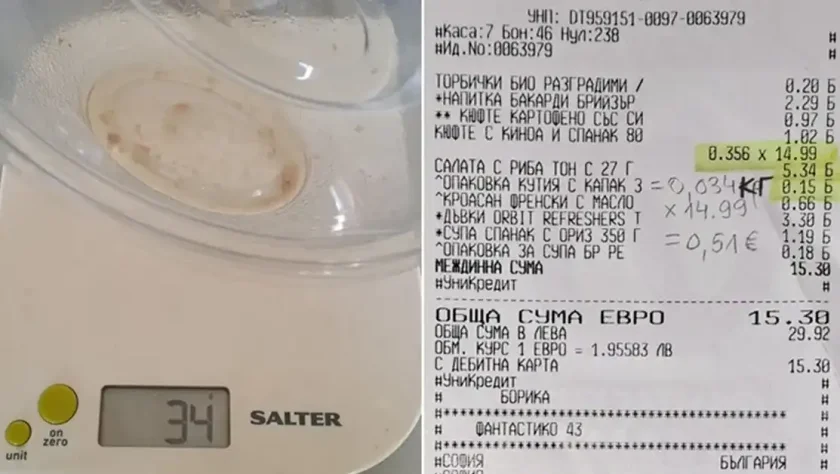 34
unit
on
zero
SALTER
УНП: DT959151-0097-0063979
#Каса:7 Бон:46 Нул:238 #
#Ид.No:0063979 #
ТОРБИЧКИ БИО РАЗГРАДИМИ / 0.20 Б
*НАПИТКА БАКАРДИ БРИЙЗЪР 2.29 Б
** КЮФТЕ КАРТОФЕНО СЪС СИ 0.97 Б
КЮФТЕ С КИНОА И СПАНАК 80 1.02 Б
0.356 x 14.99
САЛАТА С РИБА ТОН С 27 Г 5.34 Б
^ОПАКОВКА КУТИЯ С КАПАК 3 = 0,034 КГ 0.15 Б
^КРОАСАН ФРЕНСКИ С МАСЛО x 14.99 0.66 Б
*ДЪВКИ ORBIT REFRESHERS T 3.30 Б
*СУПА СПАНАК С ОРИЗ 350 Г = 0,51 € 1.19 Б
^ОПАКОВКА ЗА СУПА БР РЕ 0.18 Б
МЕЖДИННА СУМА 15.30
#УниКредит #
ОБЩА СУМА ЕВРО 15.30
ОБЩА СУМА В ЛЕВА 29.92
ОБМ. КУРС 1 ЕВРО = 1.95583 ЛВ
С ДЕБИТНА КАРТА 15.30
#УниКредит #
# БОРИКА #
#**************************************#
# ФАНТАСТИКО 43 #
#**************************************#
#СОФИЯ БЪЛГАРИЯ #